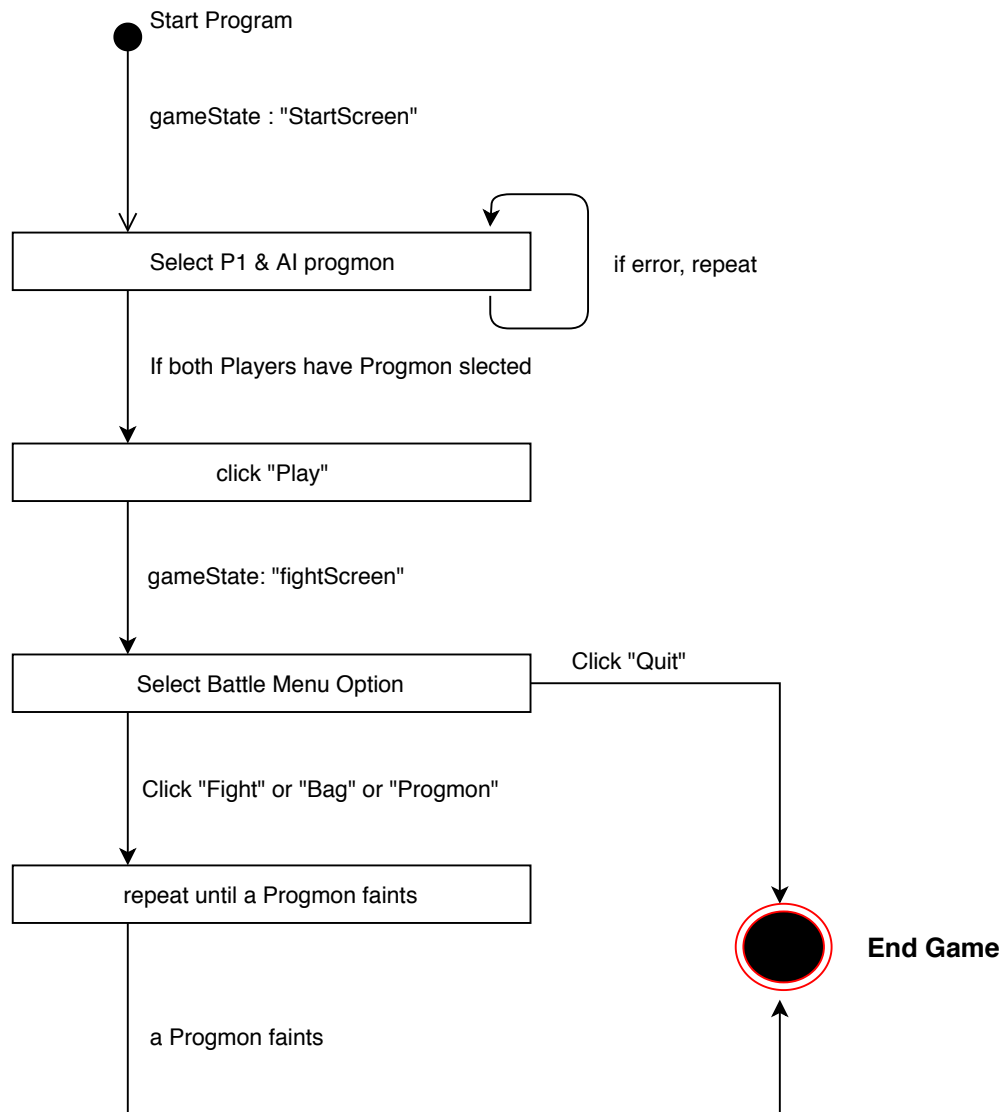 Start Program
gameState : "StartScreen"
Select P1 & AI progmon
if error, repeat
If both Players have Progmon slected
click "Play"
gameState: "fightScreen"
Click "Quit"
Select Battle Menu Option
Click "Fight" or "Bag" or "Progmon"
repeat until a Progmon faints
End Game
a Progmon faints